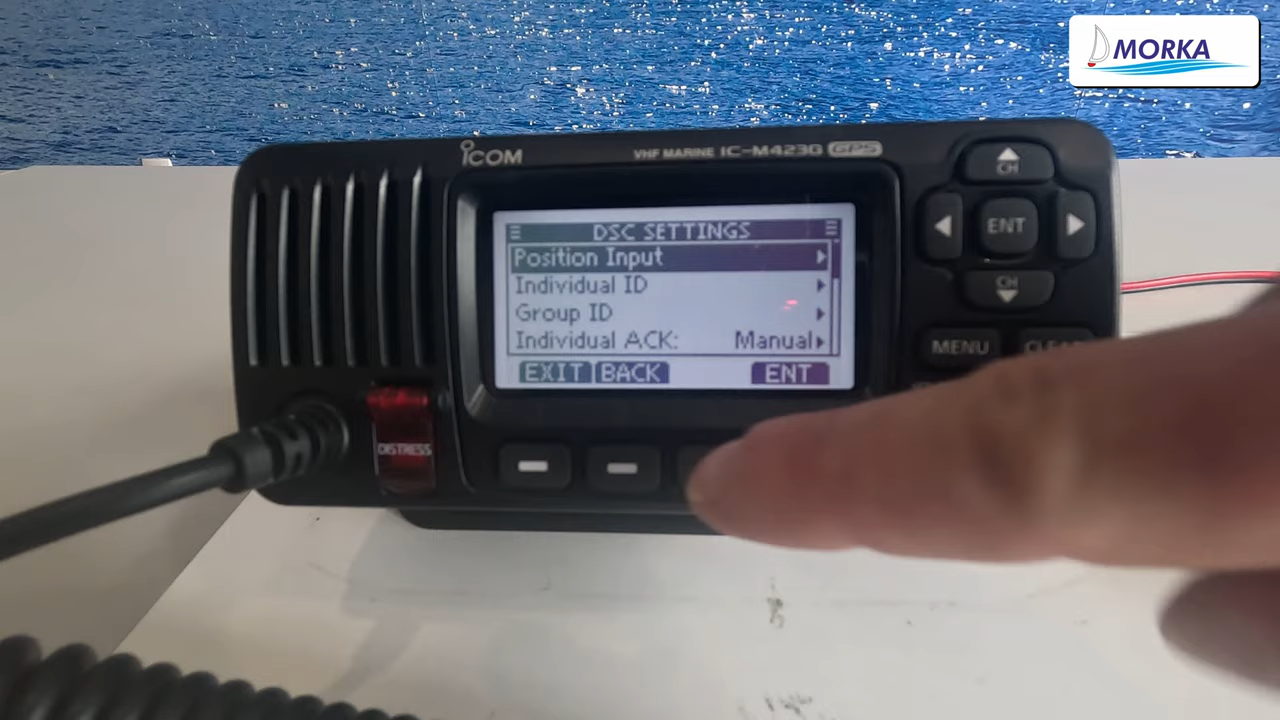 MORKA
ICOM
VHF MARINE IC-M423G GPS
DSC SETTINGS
Position Input
Individual ID
Group ID
Individual ACK: Manual
EXIT BACK ENT
CH
ENT
CH
MENU CLEAR
DISTRESS